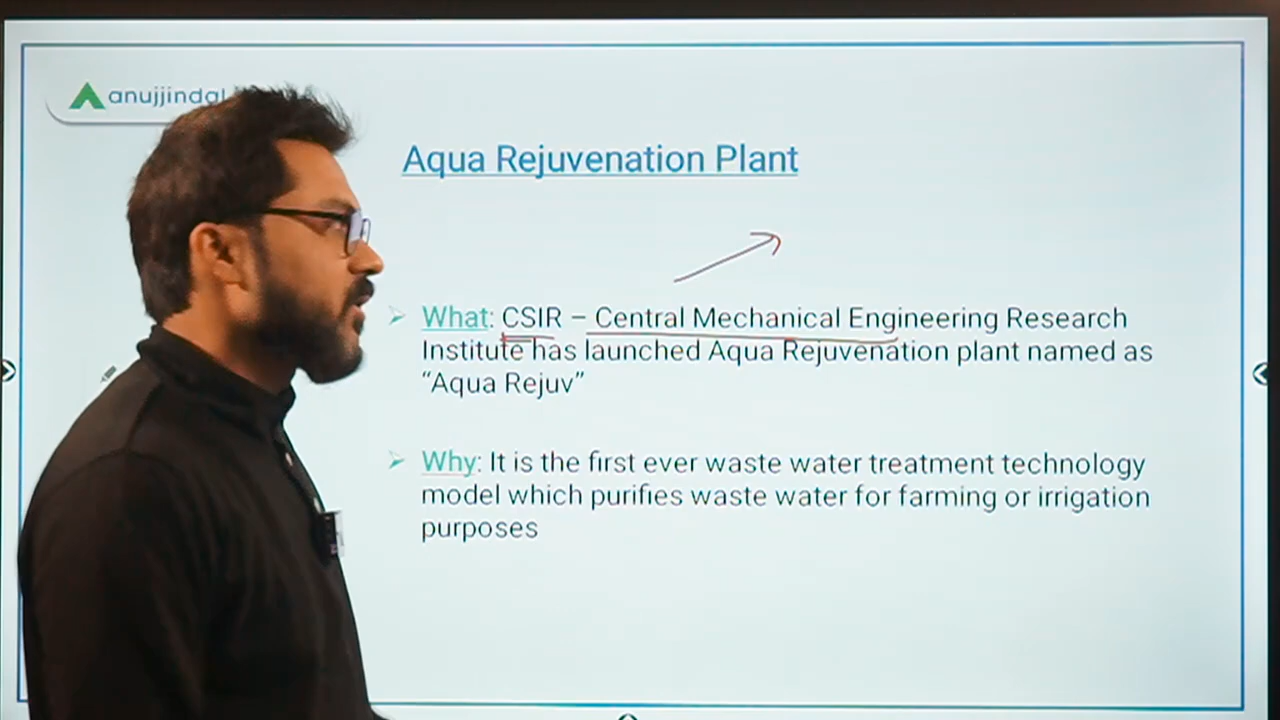 anujjindal
Aqua Rejuvenation Plant
What: CSIR – Central Mechanical Engineering Research
Institute has launched Aqua Rejuvenation plant named as
“Aqua Rejuv”
Why: It is the first ever waste water treatment technology
model which purifies waste water for farming or irrigation
purposes